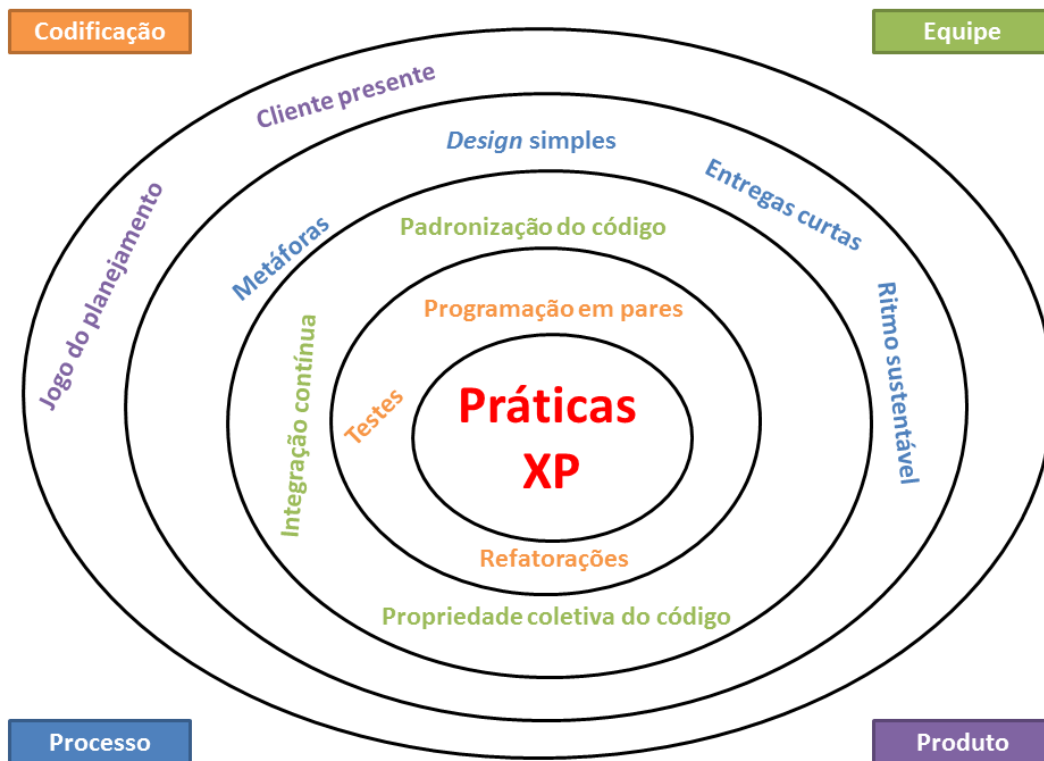 Codificação
Equipe
Cliente presente
Design simples
Entregas curtas
Metáforas
Padronização do código
Jogo do planejamento
Ritmo sustentável
Programação em pares
Integração contínua
Testes
Práticas
XP
Refatorações
Propriedade coletiva do código
Processo
Produto